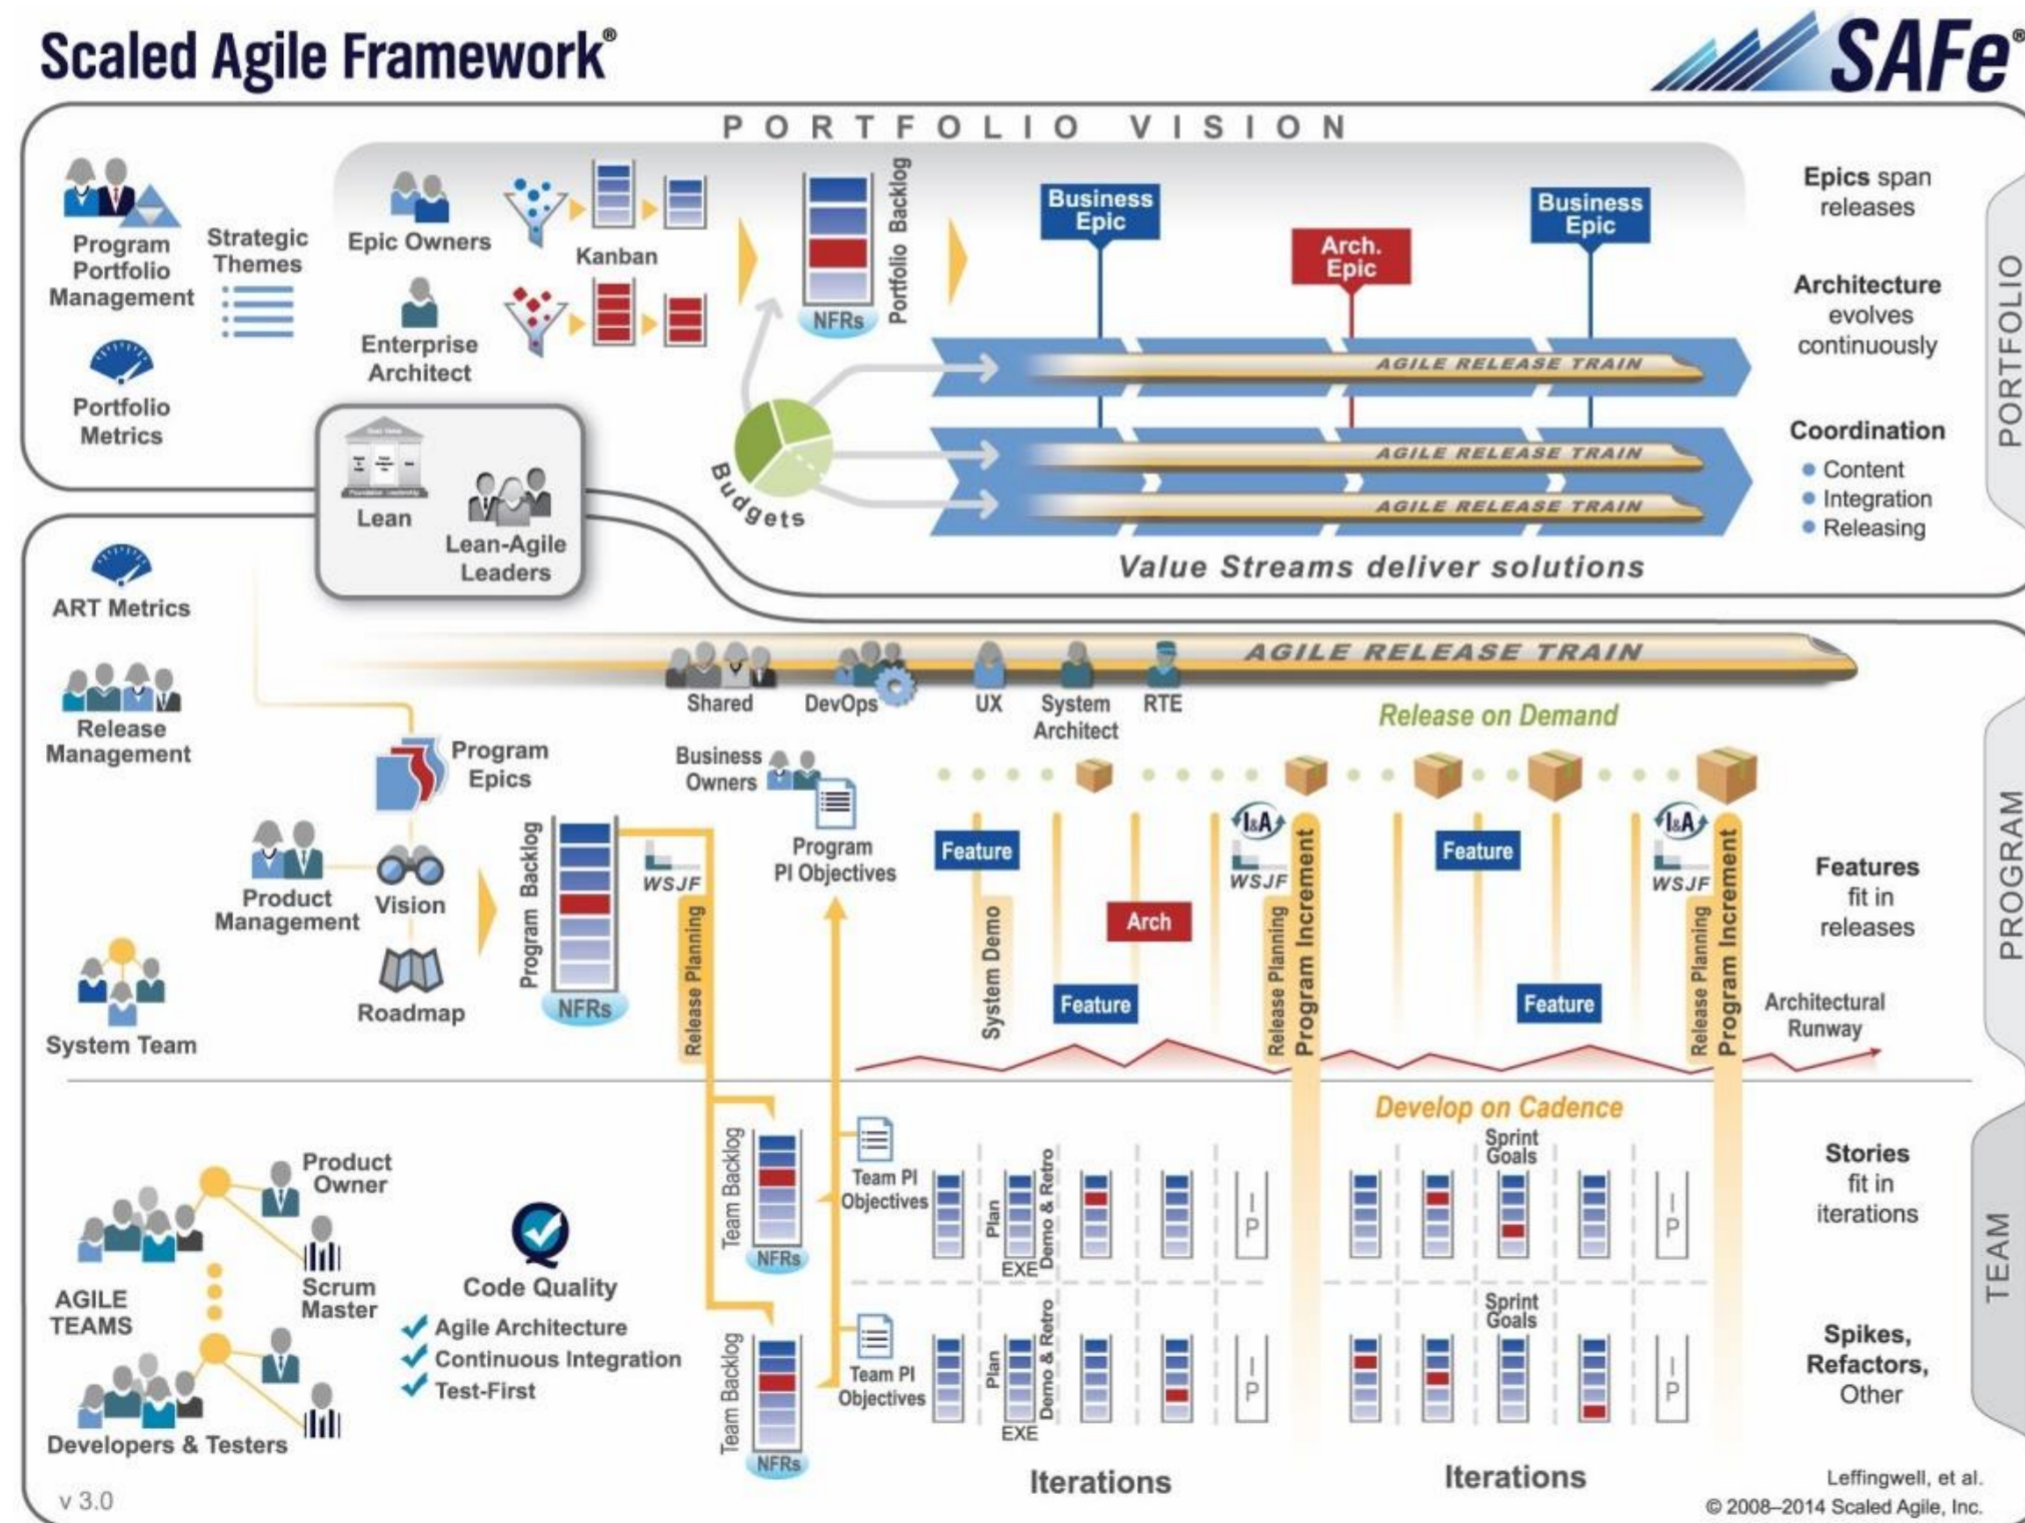 Scaled Agile Framework®
SAFe®
PORTFOLIO VISION
Program
Portfolio
Management
Strategic
Themes
Portfolio
Metrics
Epic Owners
Kanban
Enterprise
Architect
Portfolio Backlog
NFRs
Business
Epic
Arch.
Epic
Business
Epic
AGILE RELEASE TRAIN
AGILE RELEASE TRAIN
AGILE RELEASE TRAIN
Budgets
Value Streams deliver solutions
Epics span
releases
Architecture
evolves
continuously
Coordination
Content
Integration
Releasing
PORTFOLIO
Lean
Lean-Agile
Leaders
ART Metrics
Release
Management
Product
Management
System Team
Program
Epics
Vision
Roadmap
Program Backlog
NFRs
WSJF
Release Planning
AGILE RELEASE TRAIN
Shared
DevOps
UX
System
Architect
RTE
Business
Owners
Program
PI Objectives
Release on Demand
Feature
System Demo
Feature
Arch
I&A
WSJF
Release Planning
Program Increment
Feature
Feature
I&A
WSJF
Release Planning
Program Increment
Features
fit in
releases
Architectural
Runway
PROGRAM
Develop on Cadence
AGILE
TEAMS
Product
Owner
Scrum
Master
Developers & Testers
Code Quality
Agile Architecture
Continuous Integration
Test-First
Team Backlog
NFRs
Team PI
Objectives
Plan
EXE
Demo & Retro
I
P
Sprint
Goals
I
P
Team Backlog
NFRs
Team PI
Objectives
Plan
EXE
Demo & Retro
I
P
Sprint
Goals
I
P
Iterations
Iterations
Stories
fit in
iterations
Spikes,
Refactors,
Other
TEAM
v 3.0
Leffingwell, et al.
© 2008–2014 Scaled Agile, Inc.